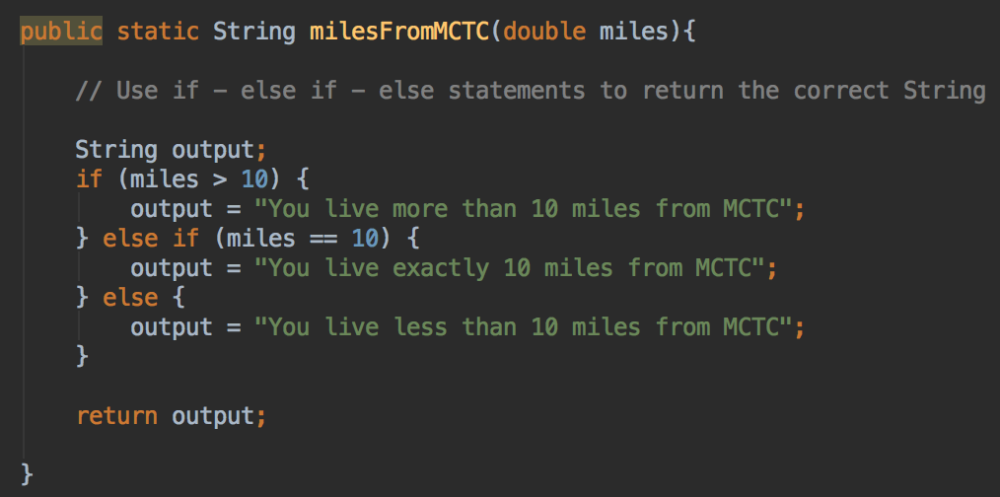 public static String milesFromMCTC(double miles){
// Use if - else if - else statements to return the correct String
String output;
if (miles > 10) {
output = "You live more than 10 miles from MCTC";
} else if (miles == 10) {
output = "You live exactly 10 miles from MCTC";
} else {
output = "You live less than 10 miles from MCTC";
}
return output;
}